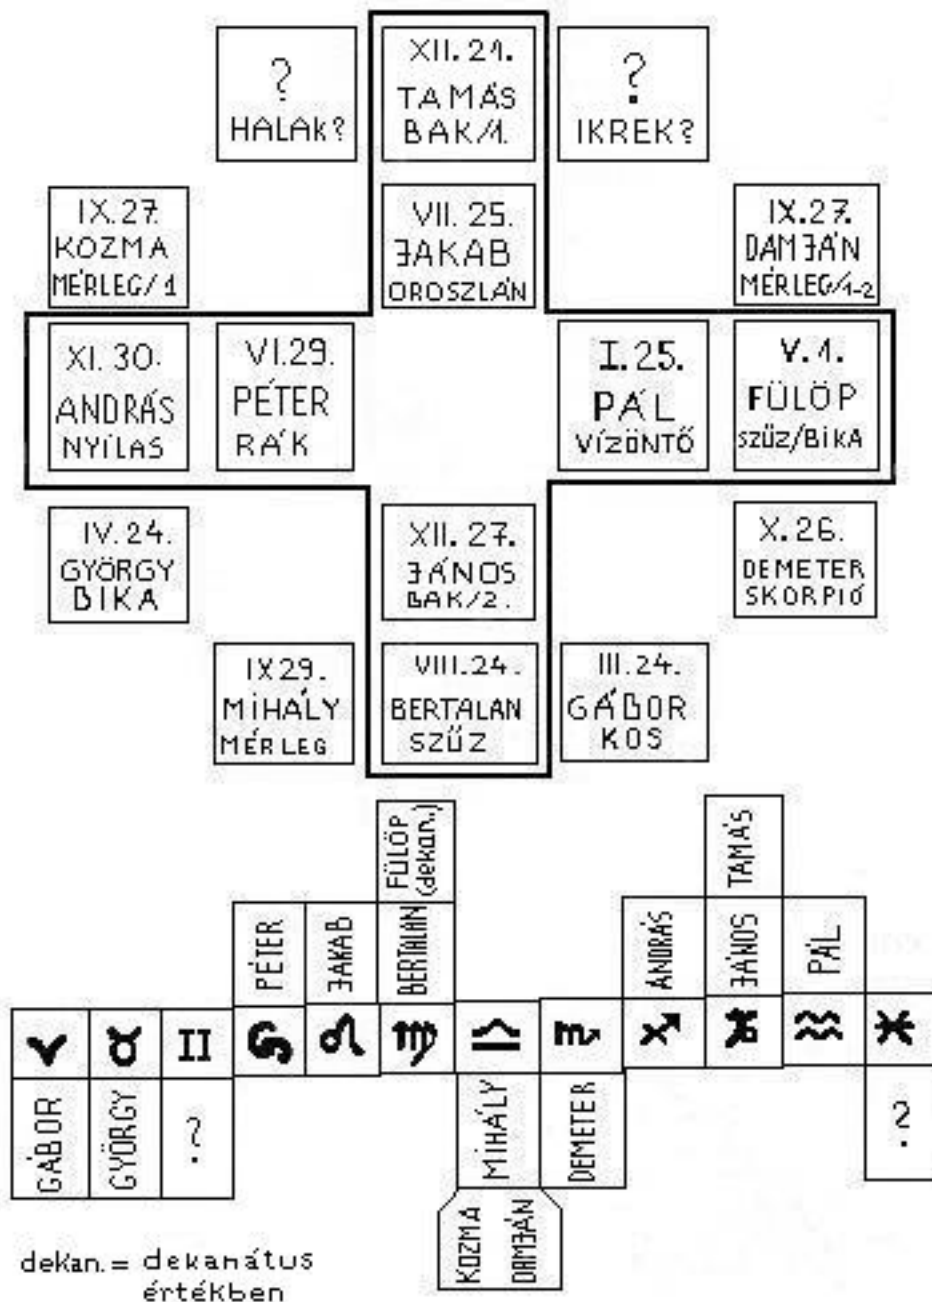 ?
HALAK?
XII. 21.
TAMÁS
BAK/1.
?
IKREK?
IX.27.
KOZMA
MÉRLEG/1
VII. 25.
JAKAB
OROSZLÁN
IX.27.
DAMJÁN
MÉRLEG/1-2
XI. 30.
ANDRÁS
NYILAS
VI.29.
PÉTER
RÁK
I.25.
PÁL
VÍZÖNTŐ
V.1.
FÜLÖP
SZŰZ/BIKA
IV.24.
GYÖRGY
BIKA
XII.27.
JÁNOS
BAK/2.
X.26.
DEMETER
SKORPIÓ
IX29.
MIHÁLY
MÉRLEG
VIII.24.
BERTALAN
SZŰZ
III.24.
GÁBOR
KOS
FÜLÖP
(dekan.)
TAMÁS
PÉTER
JAKAB
BERTALAN
ANDRÁS
JÁNOS
PÁL
♈ ♉ II ♋ ♌ ♍ ♎ ♏ ♐ ♑ ♒ ♓
GÁBOR
GYÖRGY
?
MIHÁLY
DEMETER
?
KOZMA
DAMJÁN
dekan. = dekanátus
értékben